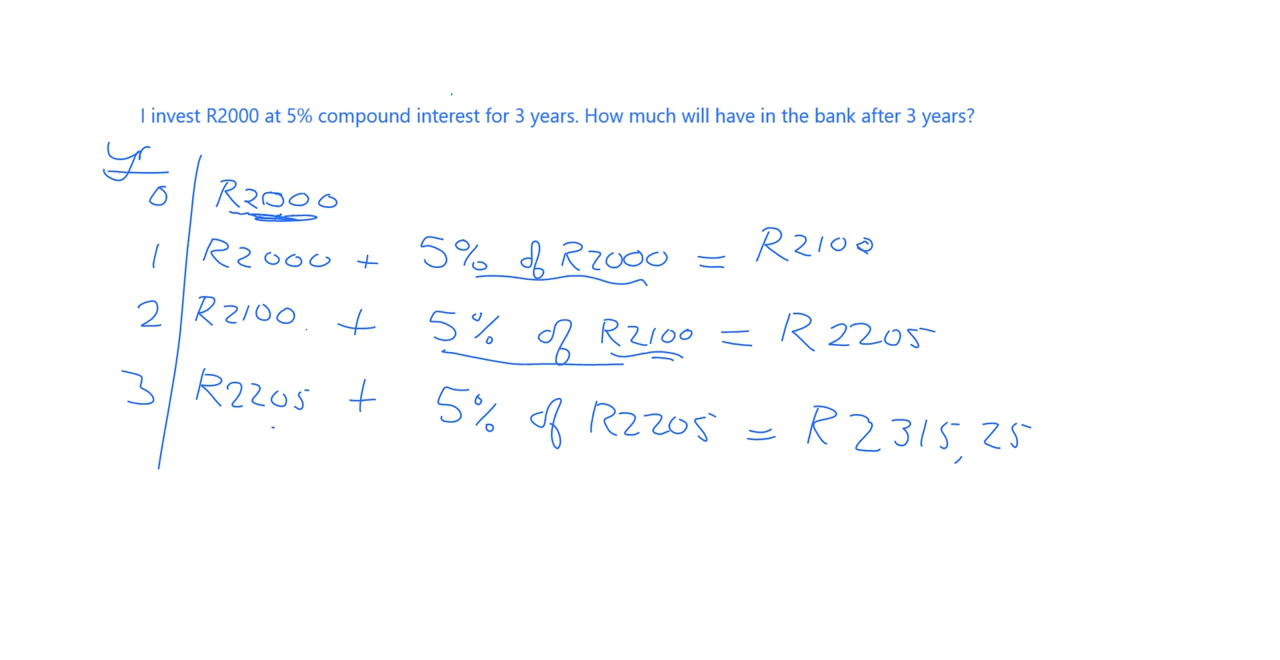 I invest R2000 at 5% compound interest for 3 years. How much will have in the bank after 3 years?
yr
0 R2000
1 R2000 + 5% of R2000 = R2100
2 R2100 + 5% of R2100 = R2205
3 R2205 + 5% of R2205 = R2315,25